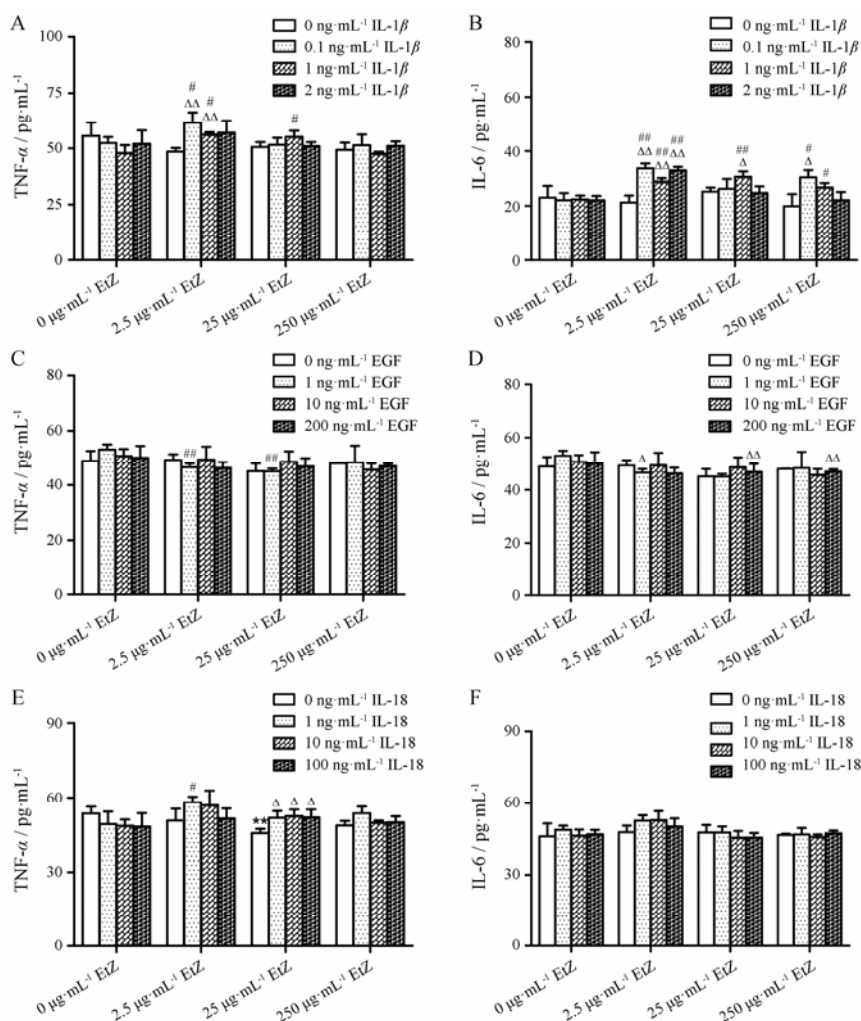 A
0 ng·mL⁻¹ IL-1β
0.1 ng·mL⁻¹ IL-1β
1 ng·mL⁻¹ IL-1β
2 ng·mL⁻¹ IL-1β
TNF-α / pg·mL⁻¹
100
75
50
25
0
#
ΔΔ
#
ΔΔ
#
0 μg·mL⁻¹ EtZ
2.5 μg·mL⁻¹ EtZ
25 μg·mL⁻¹ EtZ
250 μg·mL⁻¹ EtZ
B
0 ng·mL⁻¹ IL-1β
0.1 ng·mL⁻¹ IL-1β
1 ng·mL⁻¹ IL-1β
2 ng·mL⁻¹ IL-1β
IL-6 / pg·mL⁻¹
80
60
40
20
0
##
ΔΔ
##
ΔΔ
##
ΔΔ
##
Δ
#
Δ
#
0 μg·mL⁻¹ EtZ
2.5 μg·mL⁻¹ EtZ
25 μg·mL⁻¹ EtZ
250 μg·mL⁻¹ EtZ
C
0 ng·mL⁻¹ EGF
1 ng·mL⁻¹ EGF
10 ng·mL⁻¹ EGF
200 ng·mL⁻¹ EGF
TNF-α / pg·mL⁻¹
80
60
40
20
0
##
##
0 μg·mL⁻¹ EtZ
2.5 μg·mL⁻¹ EtZ
25 μg·mL⁻¹ EtZ
250 μg·mL⁻¹ EtZ
D
0 ng·mL⁻¹ EGF
1 ng·mL⁻¹ EGF
10 ng·mL⁻¹ EGF
200 ng·mL⁻¹ EGF
IL-6 / pg·mL⁻¹
80
60
40
20
0
Δ
ΔΔ
ΔΔ
0 μg·mL⁻¹ EtZ
2.5 μg·mL⁻¹ EtZ
25 μg·mL⁻¹ EtZ
250 μg·mL⁻¹ EtZ
E
0 ng·mL⁻¹ IL-18
1 ng·mL⁻¹ IL-18
10 ng·mL⁻¹ IL-18
100 ng·mL⁻¹ IL-18
TNF-α / pg·mL⁻¹
90
60
30
0
#
**
Δ Δ Δ
0 μg·mL⁻¹ EtZ
2.5 μg·mL⁻¹ EtZ
25 μg·mL⁻¹ EtZ
250 μg·mL⁻¹ EtZ
F
0 ng·mL⁻¹ IL-18
1 ng·mL⁻¹ IL-18
10 ng·mL⁻¹ IL-18
100 ng·mL⁻¹ IL-18
IL-6 / pg·mL⁻¹
90
60
30
0
0 μg·mL⁻¹ EtZ
2.5 μg·mL⁻¹ EtZ
25 μg·mL⁻¹ EtZ
250 μg·mL⁻¹ EtZ